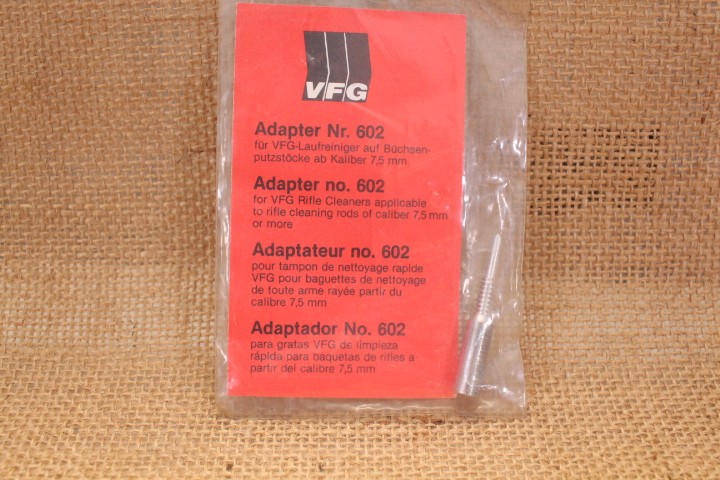 VFG
Adapter Nr. 602
für VFG-Laufreiniger auf Büchsen-
putzstöcke ab Kaliber 7,5 mm
Adapter no. 602
for VFG Rifle Cleaners applicable
to rifle cleaning rods of caliber 7,5 mm
or more
Adaptateur no. 602
pour tampon de nettoyage rapide
VFG pour baguettes de nettoyage
de toute arme rayée partir du
calibre 7,5 mm
Adaptador No. 602
para gratas VFG de limpieza
rápida para baquetas de rifles a
partir del calibre 7,5 mm